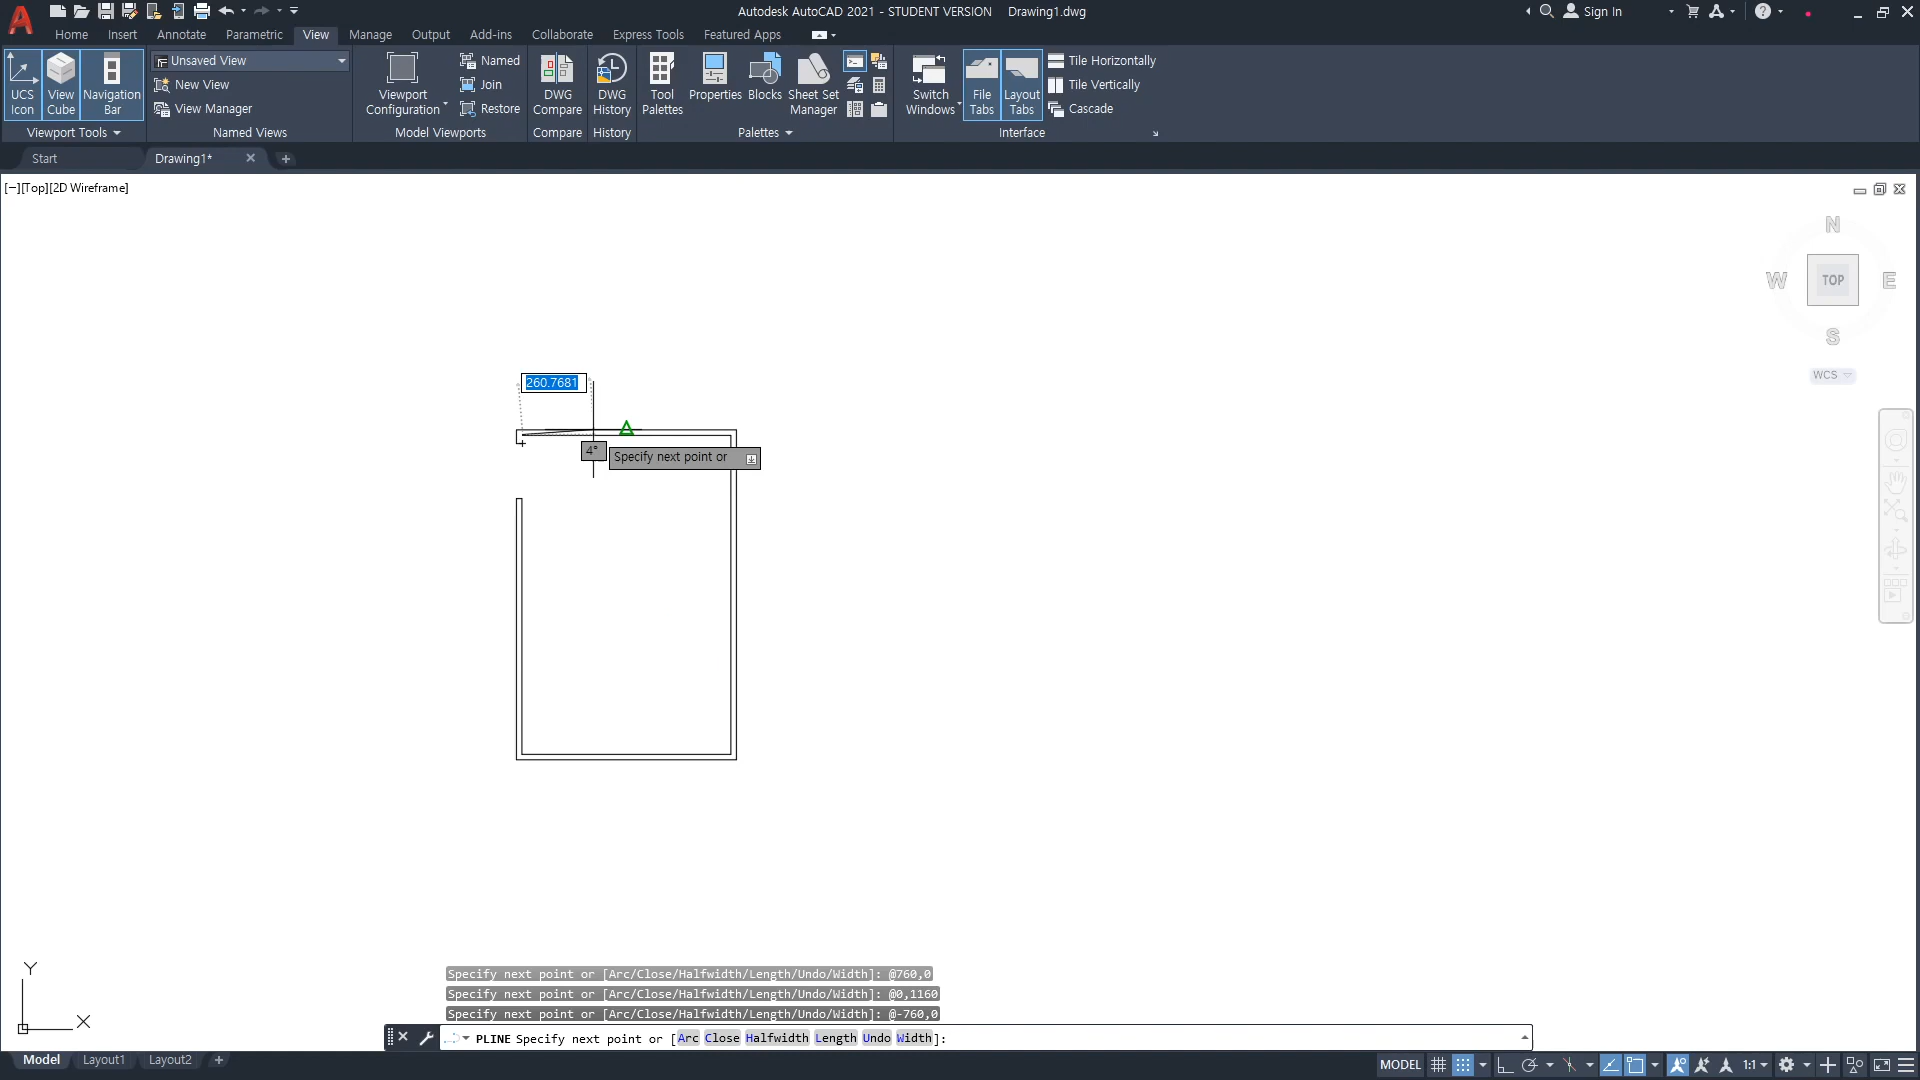 Autodesk AutoCAD 2021 - STUDENT VERSION Drawing1.dwg
Sign In
Home Insert Annotate Parametric View Manage Output Add-ins Collaborate Express Tools Featured Apps
UCS
Icon
View
Cube
Navigation
Bar
Viewport Tools
Unsaved View
New View
View Manager
Named Views
Viewport
Configuration
Named
Join
Restore
Model Viewports
DWG
Compare
Compare
DWG
History
History
Tool
Palettes
Properties
Blocks
Sheet Set
Manager
Palettes
Switch
Windows
File
Tabs
Layout
Tabs
Tile Horizontally
Tile Vertically
Cascade
Interface
Start
Drawing1*
[−][Top][2D Wireframe]
N
W
TOP
E
S
WCS
260.7681
4°
Specify next point or
Y
X
Specify next point or [Arc/Close/Halfwidth/Length/Undo/Width]: @760,0
Specify next point or [Arc/Close/Halfwidth/Length/Undo/Width]: @0,1160
Specify next point or [Arc/Close/Halfwidth/Length/Undo/Width]: @-760,0
PLINE Specify next point or [Arc Close Halfwidth Length Undo Width]:
Model Layout1 Layout2
MODEL
1:1